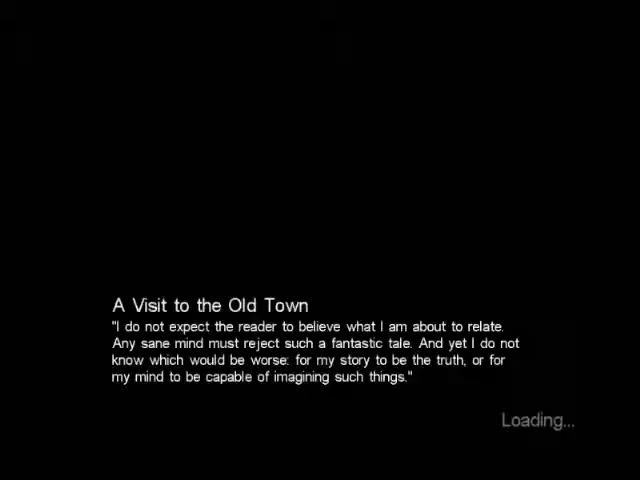 A Visit to the Old Town
"I do not expect the reader to believe what I am about to relate.
Any sane mind must reject such a fantastic tale. And yet I do not
know which would be worse: for my story to be the truth, or for
my mind to be capable of imagining such things."
Loading...